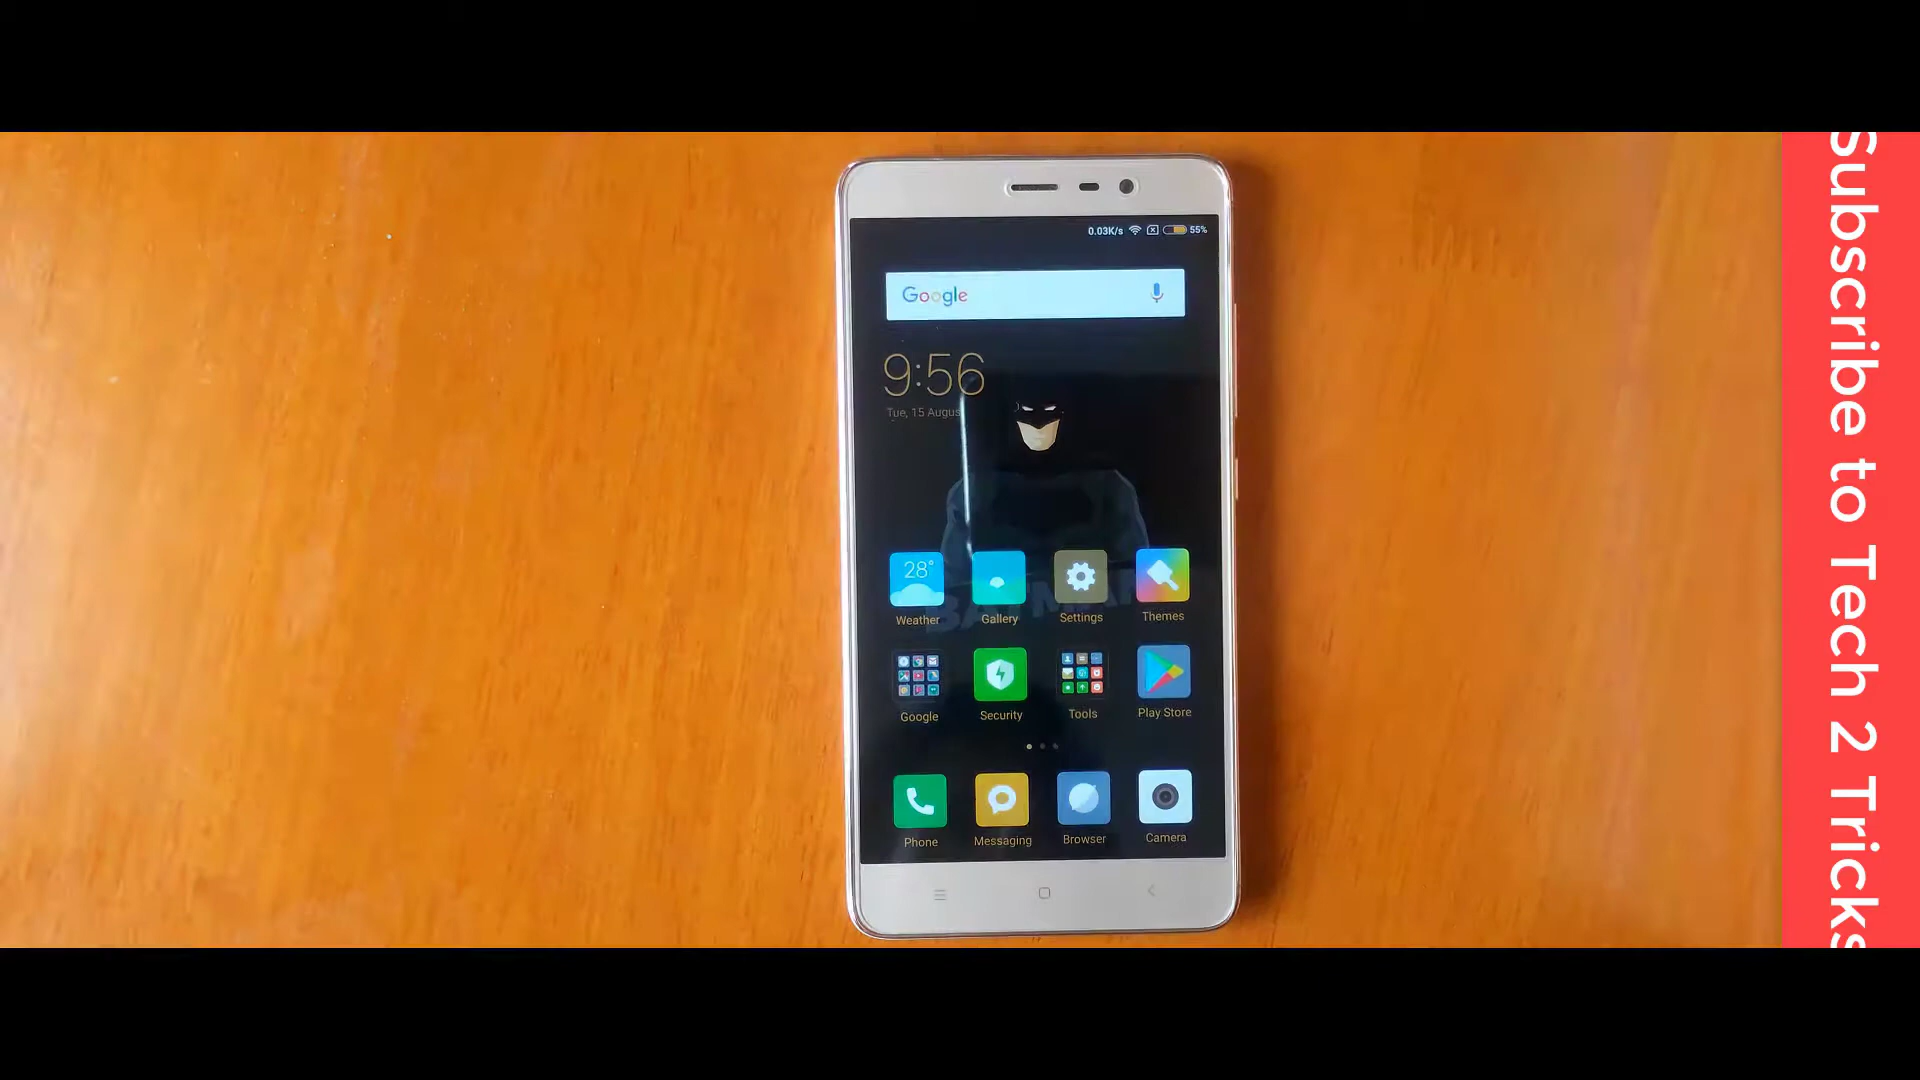 0.03K/s 55%
Google
9:56
Tue, 15 Augus
28°
BATMAN
Weather Gallery Settings Themes
Google Security Tools Play Store
Phone Messaging Browser Camera
Subscribe to Tech 2 Tricks